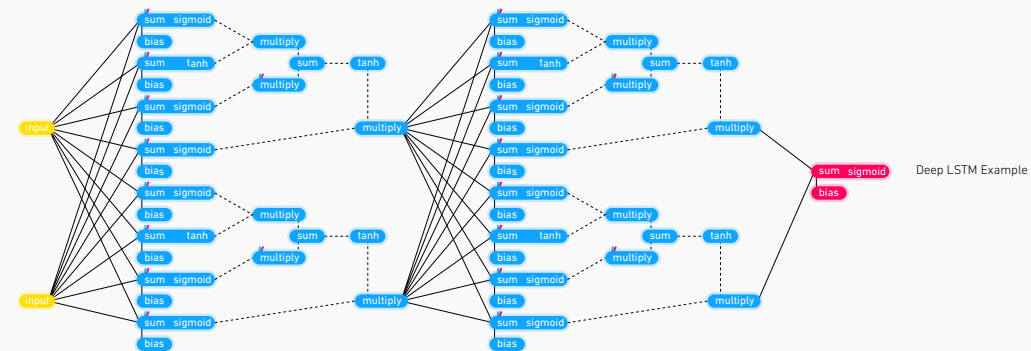 sum sigmoid sum sigmoid
bias multiply bias multiply
sum tanh sum tanh sum tanh sum tanh
bias multiply bias multiply
sum sigmoid sum sigmoid
input bias multiply bias multiply
sum sigmoid sum sigmoid
bias bias sum sigmoid Deep LSTM Example
sum sigmoid sum sigmoid bias
bias multiply bias multiply
sum tanh sum tanh sum tanh sum tanh
bias multiply bias multiply
sum sigmoid sum sigmoid
input bias multiply bias multiply
sum sigmoid sum sigmoid
bias bias